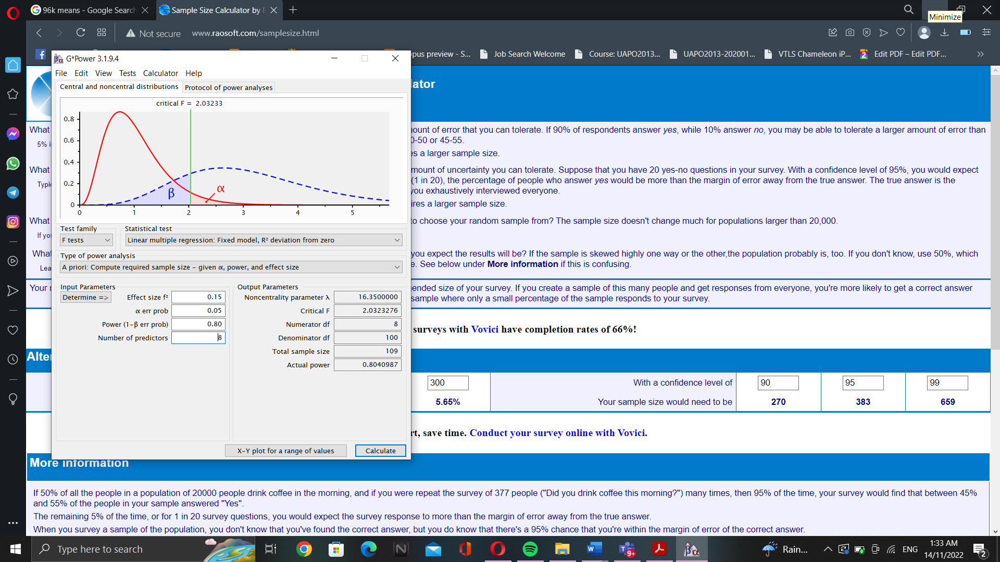 96k means - Google Search
Sample Size Calculator by
Minimize
Not secure
www.raosoft.com/samplesize.html
opus preview - S...
Job Search Welcome
Course: UAPO2013...
UAPO2013-202001...
VTLS Chameleon iP...
Edit PDF – Edit PDF...
G*Power 3.1.9.4
File Edit View Tests Calculator Help
Central and noncentral distributions
Protocol of power analyses
critical F = 2.03233
0.8
0.6
0.4
0.2
0
β
α
0 1 2 3 4 5
Test family
Statistical test
F tests
Linear multiple regression: Fixed model, R² deviation from zero
Type of power analysis
A priori: Compute required sample size – given α, power, and effect size
Input Parameters
Output Parameters
Determine =>
Effect size f² 0.15
Noncentrality parameter λ 16.3500000
α err prob 0.05
Critical F 2.0323276
Power (1-β err prob) 0.80
Numerator df 8
Number of predictors 8
Denominator df 100
Total sample size 109
Actual power 0.8040987
X-Y plot for a range of values
Calculate
lator
What
5% i
ount of error that you can tolerate. If 90% of respondents answer yes, while 10% answer no, you may be able to tolerate a larger amount of error than
0-50 or 45-55.
es a larger sample size.
What
Typic
mount of uncertainty you can tolerate. Suppose that you have 20 yes-no questions in your survey. With a confidence level of 95%, you would expect
(1 in 20), the percentage of people who answer yes would be more than the margin of error away from the true answer. The true answer is the
you exhaustively interviewed everyone.
ires a larger sample size.
What
If you
to choose your random sample from? The sample size doesn't change much for populations larger than 20,000.
What
Lea
you expect the results will be? If the sample is skewed highly one way or the other,the population probably is, too. If you don't know, use 50%, which
e. See below under More information if this is confusing.
Your
ended size of your survey. If you create a sample of this many people and get responses from everyone, you're more likely to get a correct answer
sample where only a small percentage of the sample responds to your survey.
surveys with Vovici have completion rates of 66%!
Alte
300
With a confidence level of 90 95 99
5.65%
Your sample size would need to be 270 383 659
rt, save time. Conduct your survey online with Vovici.
More information
If 50% of all the people in a population of 20000 people drink coffee in the morning, and if you were repeat the survey of 377 people ("Did you drink coffee this morning?") many times, then 95% of the time, your survey would find that between 45%
and 55% of the people in your sample answered "Yes".
The remaining 5% of the time, or for 1 in 20 survey questions, you would expect the survey response to more than the margin of error away from the true answer.
When you survey a sample of the population, you don't know that you've found the correct answer, but you do know that there's a 95% chance that you're within the margin of error of the correct answer.
Type here to search
9+
Rain...
ENG
1:33 AM
14/11/2022
2